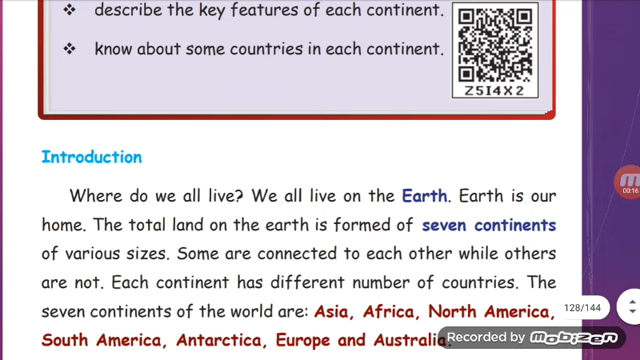 ❖ describe the key features of each continent.
❖ know about some countries in each continent.
Z5I4X2
Introduction
Where do we all live? We all live on the Earth. Earth is our
home. The total land on the earth is formed of seven continents
of various sizes. Some are connected to each other while others
are not. Each continent has different number of countries. The
seven continents of the world are: Asia, Africa, North America,
South America, Antarctica, Europe and Australia.
00:16
128/144
Recorded by mobizen